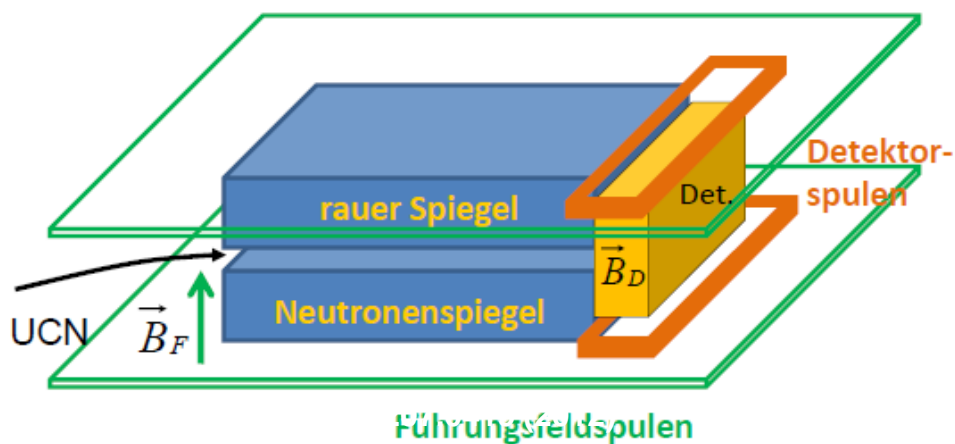 rauer Spiegel
Detektor-
spulen
Det.
B_D
Neutronenspiegel
UCN
B_F
Führungsfeldspulen